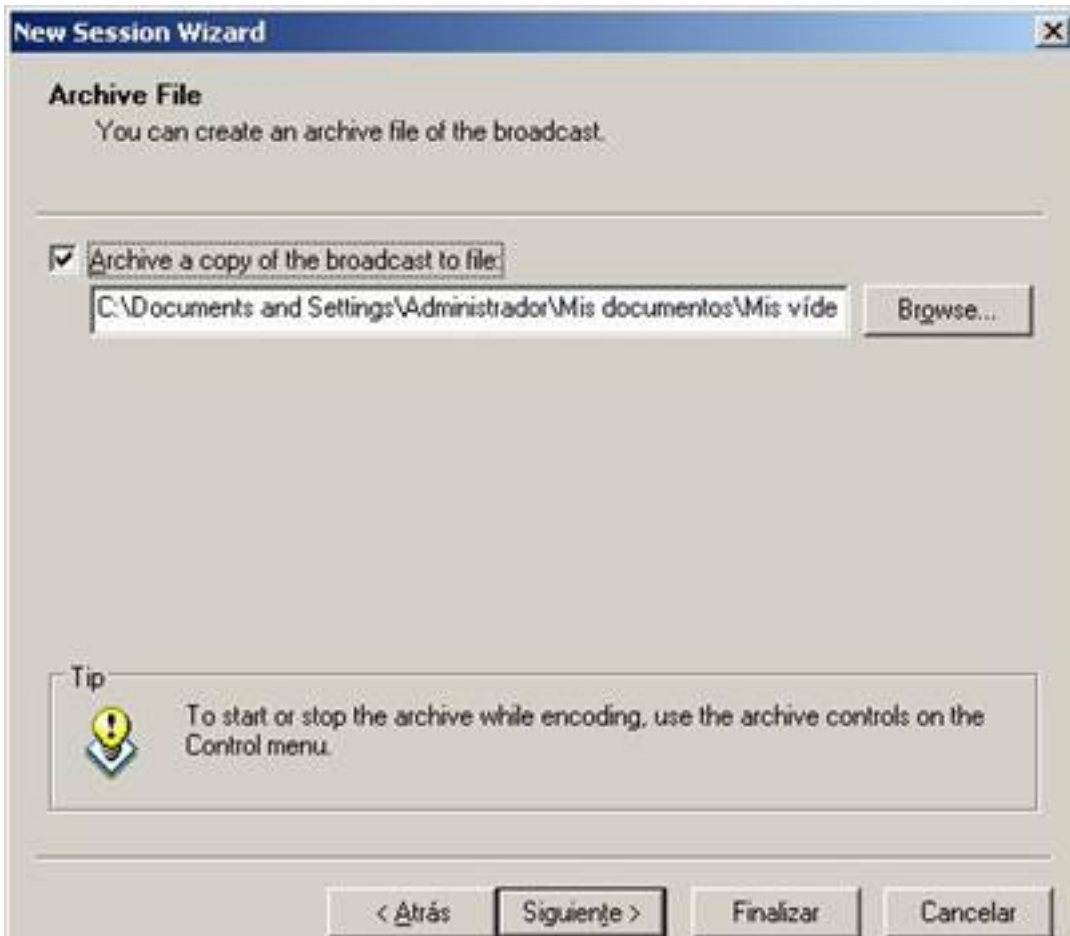 New Session Wizard
Archive File
You can create an archive file of the broadcast.
Archive a copy of the broadcast to file:
C:\Documents and Settings\Administrador\Mis documentos\Mis víde
Browse...
Tip
To start or stop the archive while encoding, use the archive controls on the
Control menu.
< Atrás
Siguiente >
Finalizar
Cancelar